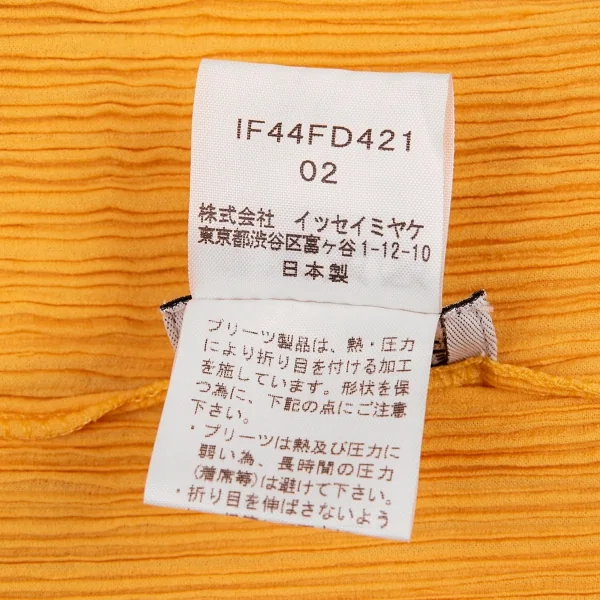 IF44FD421
02
株式会社 イッセイミヤケ
東京都渋谷区富ヶ谷1-12-10
日本製
プリーツ製品は、熱・圧力
により折り目を付ける加工
を施しています。形状を保
つ為に、下記の点にご注意
下さい。
・プリーツは熱及び圧力に
弱い為、長時間の圧力
(着席等)は避けて下さい。
・折り目を伸ばさないよう